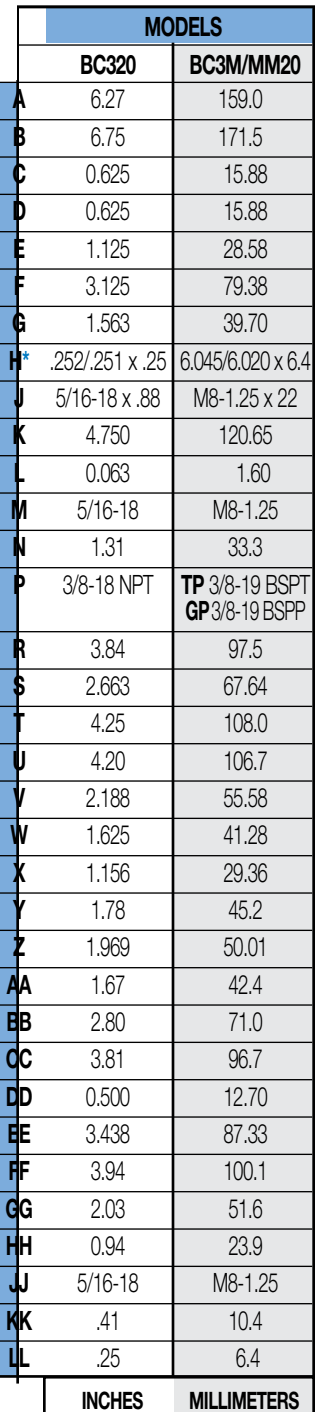 MODELS
BC320 BC3M/MM20
A 6.27 159.0
B 6.75 171.5
C 0.625 15.88
D 0.625 15.88
E 1.125 28.58
F 3.125 79.38
G 1.563 39.70
H* .252/.251 x .25 6.045/6.020 x 6.4
J 5/16-18 x .88 M8-1.25 x 22
K 4.750 120.65
L 0.063 1.60
M 5/16-18 M8-1.25
N 1.31 33.3
P 3/8-18 NPT TP 3/8-19 BSPT
GP 3/8-19 BSPP
R 3.84 97.5
S 2.663 67.64
T 4.25 108.0
U 4.20 106.7
V 2.188 55.58
W 1.625 41.28
X 1.156 29.36
Y 1.78 45.2
Z 1.969 50.01
AA 1.67 42.4
BB 2.80 71.0
CC 3.81 96.7
DD 0.500 12.70
EE 3.438 87.33
FF 3.94 100.1
GG 2.03 51.6
HH 0.94 23.9
JJ 5/16-18 M8-1.25
KK .41 10.4
LL .25 6.4
INCHES MILLIMETERS